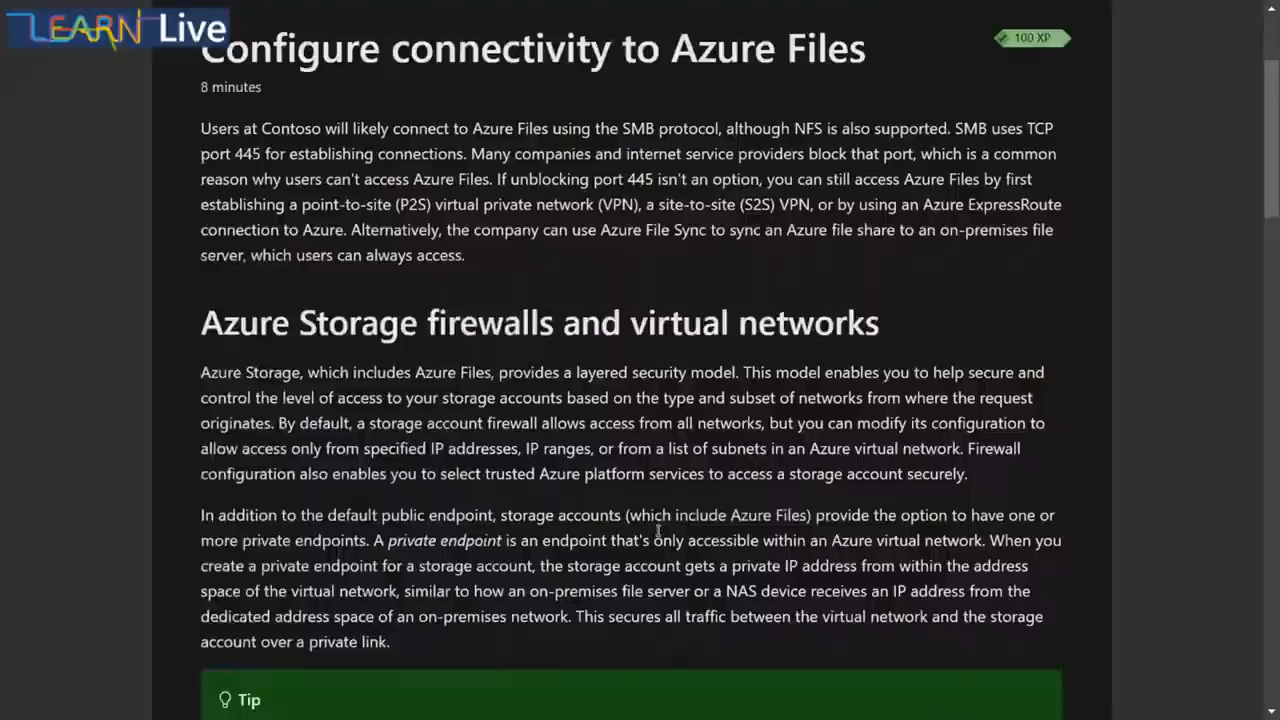 LEARN Live
Configure connectivity to Azure Files
100 XP
8 minutes
Users at Contoso will likely connect to Azure Files using the SMB protocol, although NFS is also supported. SMB uses TCP
port 445 for establishing connections. Many companies and internet service providers block that port, which is a common
reason why users can't access Azure Files. If unblocking port 445 isn't an option, you can still access Azure Files by first
establishing a point-to-site (P2S) virtual private network (VPN), a site-to-site (S2S) VPN, or by using an Azure ExpressRoute
connection to Azure. Alternatively, the company can use Azure File Sync to sync an Azure file share to an on-premises file
server, which users can always access.
Azure Storage firewalls and virtual networks
Azure Storage, which includes Azure Files, provides a layered security model. This model enables you to help secure and
control the level of access to your storage accounts based on the type and subset of networks from where the request
originates. By default, a storage account firewall allows access from all networks, but you can modify its configuration to
allow access only from specified IP addresses, IP ranges, or from a list of subnets in an Azure virtual network. Firewall
configuration also enables you to select trusted Azure platform services to access a storage account securely.
In addition to the default public endpoint, storage accounts (which include Azure Files) provide the option to have one or
more private endpoints. A private endpoint is an endpoint that's only accessible within an Azure virtual network. When you
create a private endpoint for a storage account, the storage account gets a private IP address from within the address
space of the virtual network, similar to how an on-premises file server or a NAS device receives an IP address from the
dedicated address space of an on-premises network. This secures all traffic between the virtual network and the storage
account over a private link.
Tip